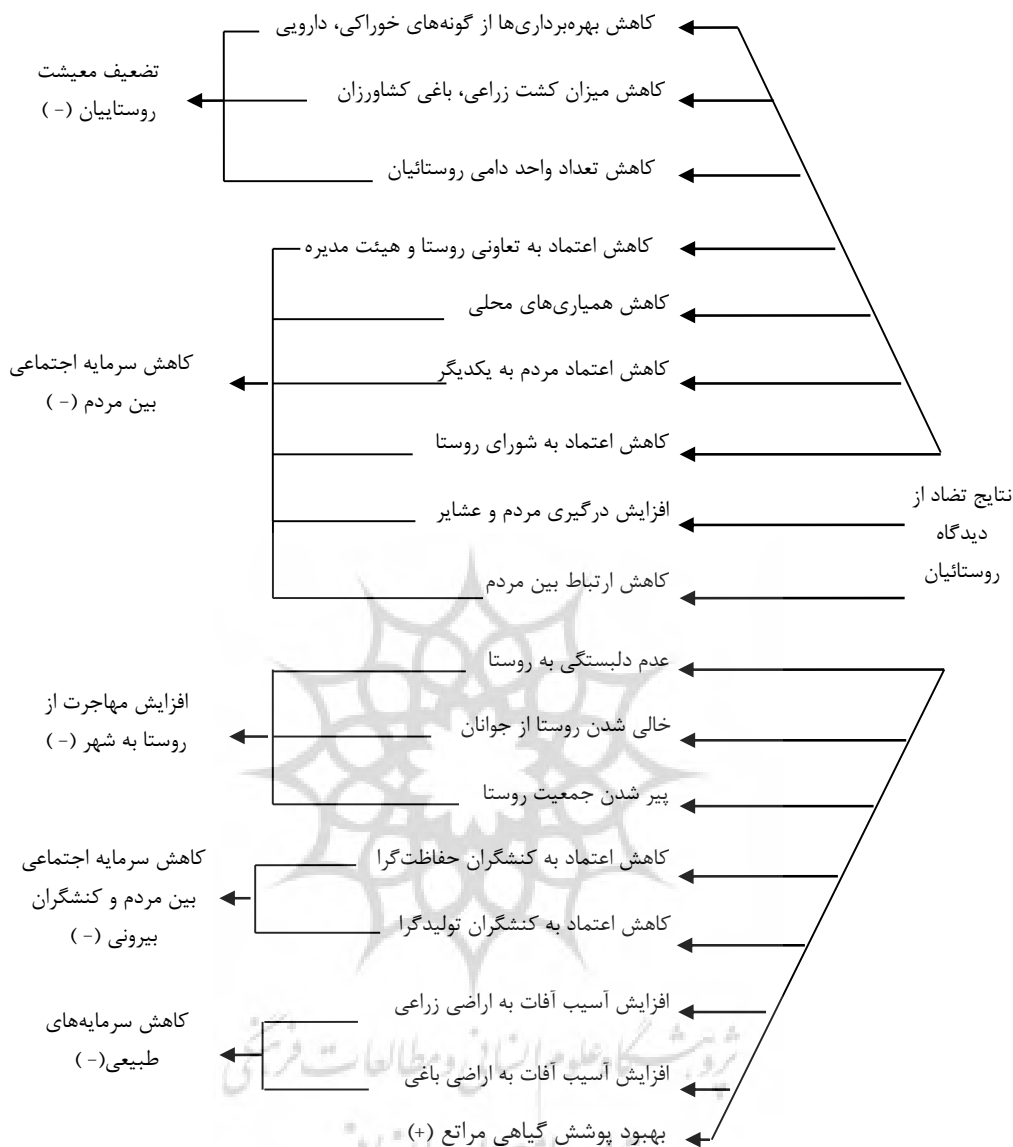 نتایج تضاد از
دیدگاه
روستائیان
کاهش بهره‌برداری‌ها از گونه‌های خوراکی، دارویی
کاهش میزان کشت زراعی، باغی کشاورزان
کاهش تعداد واحد دامی روستائیان
تضعیف معیشت
روستاییان (- )
کاهش اعتماد به تعاونی روستا و هیئت مدیره
کاهش همیاری‌های محلی
کاهش اعتماد مردم به یکدیگر
کاهش اعتماد به شورای روستا
افزایش درگیری مردم و عشایر
کاهش ارتباط بین مردم
کاهش سرمایه اجتماعی
بین مردم (- )
عدم دلبستگی به روستا
خالی شدن روستا از جوانان
پیر شدن جمعیت روستا
افزایش مهاجرت از
روستا به شهر (- )
کاهش اعتماد به کنشگران حفاظت‌گرا
کاهش اعتماد به کنشگران تولیدگرا
کاهش سرمایه اجتماعی
بین مردم و کنشگران
بیرونی (- )
افزایش آسیب آفات به اراضی زراعی
افزایش آسیب آفات به اراضی باغی
کاهش سرمایه‌های
طبیعی(- )
بهبود پوشش گیاهی مراتع (+)
پژوهشگاه علوم انسانی و مطالعات فرهنگی